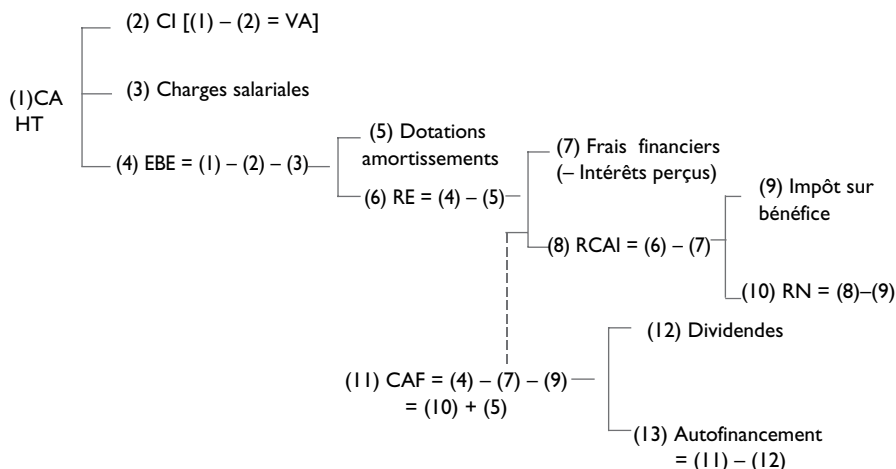 (2) CI [(1) – (2) = VA]
(1)CA
HT
(3) Charges salariales
(4) EBE = (1) – (2) – (3)
(5) Dotations
amortissements
(6) RE = (4) – (5)
(7) Frais financiers
(– Intérêts perçus)
(8) RCAI = (6) – (7)
(9) Impôt sur
bénéfice
(10) RN = (8)–(9)
(11) CAF = (4) – (7) – (9)
= (10) + (5)
(12) Dividendes
(13) Autofinancement
= (11) – (12)